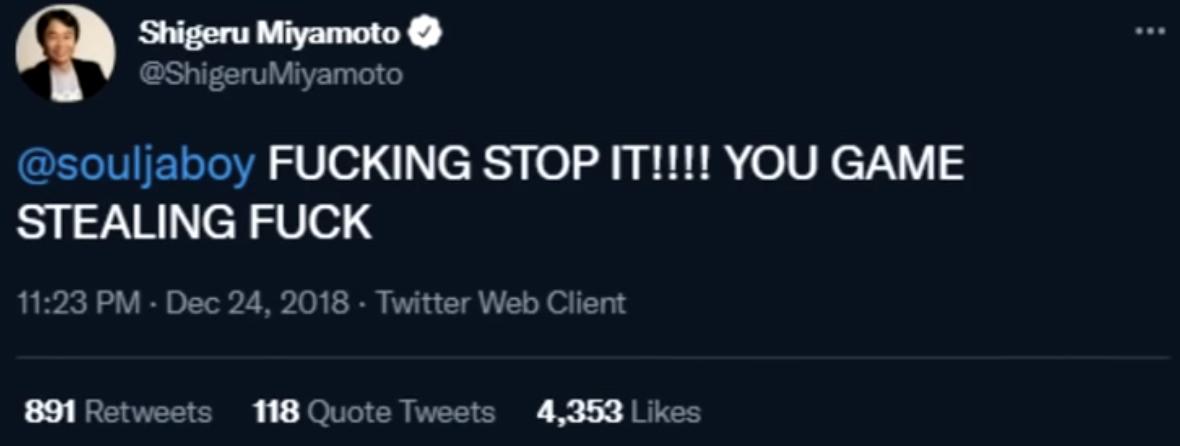 Shigeru Miyamoto
@ShigeruMiyamoto
@souljaboy FUCKING STOP IT!!!! YOU GAME
STEALING FUCK
11:23 PM · Dec 24, 2018 · Twitter Web Client
891 Retweets 118 Quote Tweets 4,353 Likes